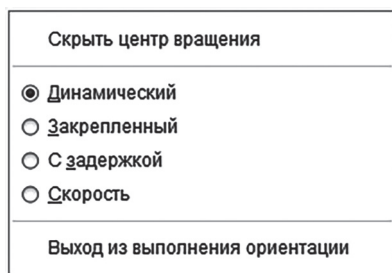 Скрыть центр вращения
Динамический
Закрепленный
С задержкой
Скорость
Выход из выполнения ориентации